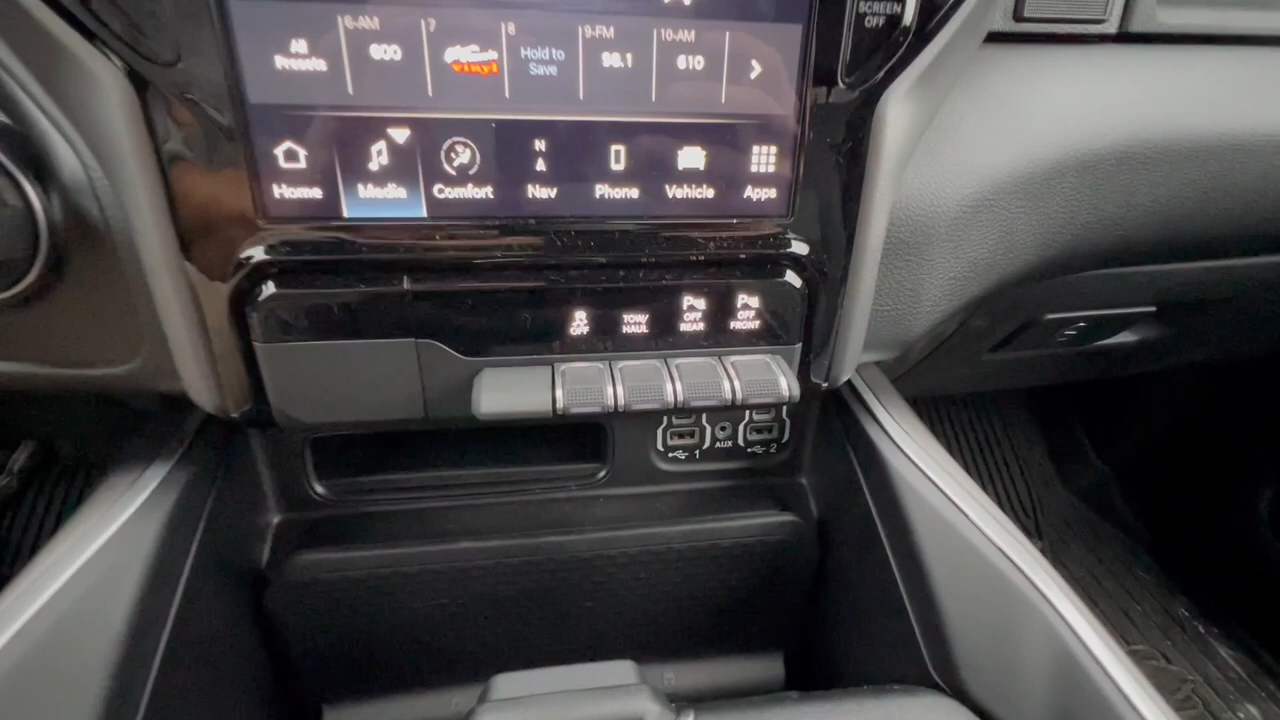 SCREEN
OFF
6-AM
7
8
9-FM
10-AM
All
Presets
600
vinyl
Hold to
Save
98.1
610
N
A
Home
Media
Comfort
Nav
Phone
Vehicle
Apps
OFF
TOW/
HAUL
P
OFF
REAR
P
OFF
FRONT
1
AUX
2